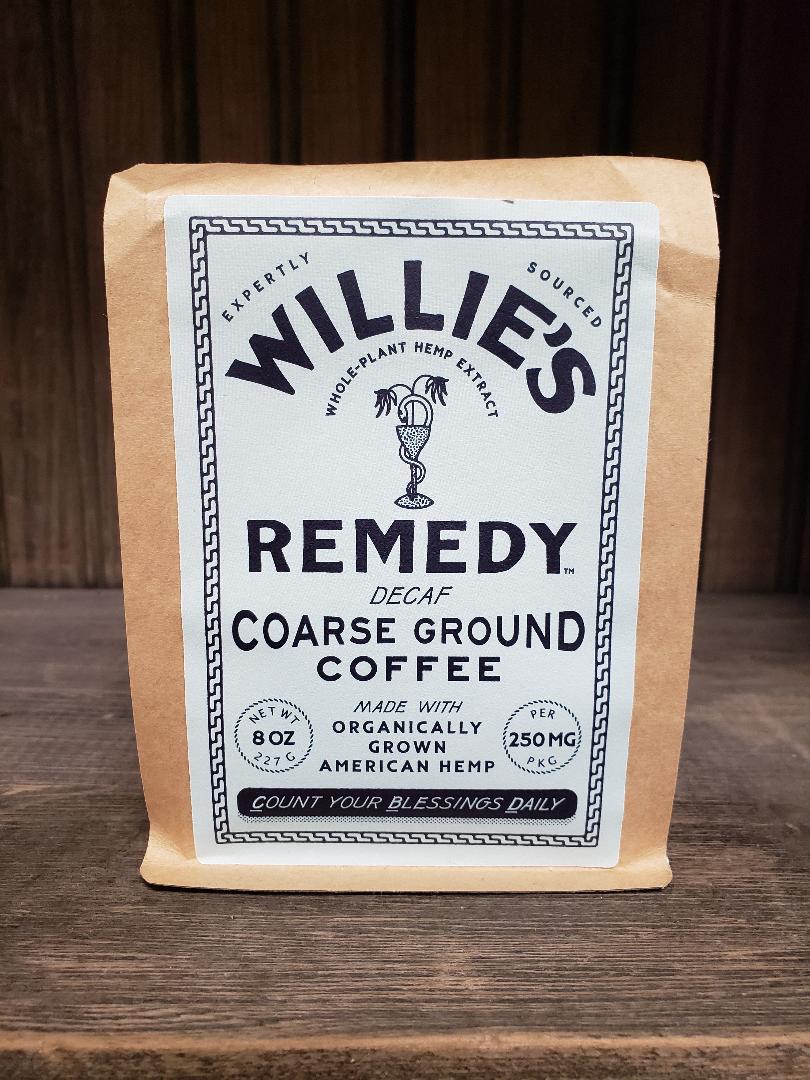 EXPERTLY SOURCED
WILLIE'S
WHOLE-PLANT HEMP EXTRACT
REMEDY™
DECAF
COARSE GROUND
COFFEE
NET WT
8 OZ
227 G
MADE WITH
ORGANICALLY
GROWN
AMERICAN HEMP
PER
250 MG
PKG
COUNT YOUR BLESSINGS DAILY